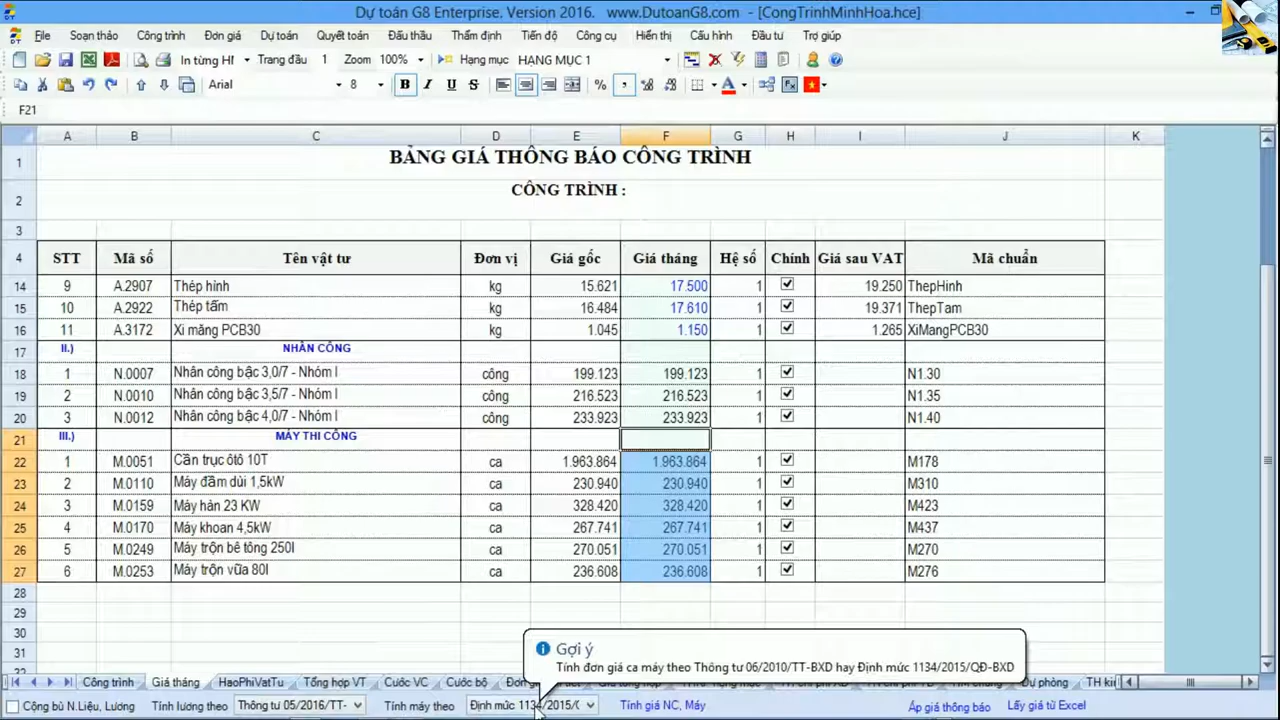 Dự toán G8 Enterprise. Version 2016. www.DutoanG8.com - [CongTrinhMinhHoa.hce]
File Soạn thảo Công trình Đơn giá Dự toán Quyết toán Đấu thầu Thẩm định Tiến độ Công cụ Hiển thị Cấu hình Đầu tư Trợ giúp
In từng Hl Trang đầu 1 Zoom 100% Hạng mục HẠNG MỤC 1
Arial 8 B I U S %
F21
A B C D E F G H I J K
1 BẢNG GIÁ THÔNG BÁO CÔNG TRÌNH
2 CÔNG TRÌNH :
3
4 STT Mã số Tên vật tư Đơn vị Giá gốc Giá tháng Hệ số Chính Giá sau VAT Mã chuẩn
14 9 A.2907 Thép hình kg 15.621 17.500 1 19.250 ThepHinh
15 10 A.2922 Thép tấm kg 16.484 17.610 1 19.371 ThepTam
16 11 A.3172 Xi măng PCB30 kg 1.045 1.150 1 1.265 XiMangPCB30
17 II.) NHÂN CÔNG
18 1 N.0007 Nhân công bậc 3,0/7 - Nhóm I công 199.123 199.123 1 N1.30
19 2 N.0010 Nhân công bậc 3,5/7 - Nhóm I công 216.523 216.523 1 N1.35
20 3 N.0012 Nhân công bậc 4,0/7 - Nhóm I công 233.923 233.923 1 N1.40
21 III.) MÁY THI CÔNG
22 1 M.0051 Cần trục ôtô 10T ca 1.963.864 1.963.864 1 M178
23 2 M.0110 Máy đầm dùi 1,5kW ca 230.940 230.940 1 M310
24 3 M.0159 Máy hàn 23 KW ca 328.420 328.420 1 M423
25 4 M.0170 Máy khoan 4,5kW ca 267.741 267.741 1 M437
26 5 M.0249 Máy trộn bê tông 250l ca 270.051 270.051 1 M270
27 6 M.0253 Máy trộn vữa 80l ca 236.608 236.608 1 M276
28
29
30
31
Gợi ý
Tính đơn giá ca máy theo Thông tư 06/2010/TT-BXD hay Định mức 1134/2015/QĐ-BXD
Công trình Giá tháng HaoPhiVatTu Tổng hợp VT Cước VC Cước bộ
Cộng bù N.Liệu, Lương Tính lương theo Thông tư 05/2016/TT- Tính máy theo Định mức 1134/2015/ Tính giá NC, Máy Áp giá thông báo Lấy giá từ Excel